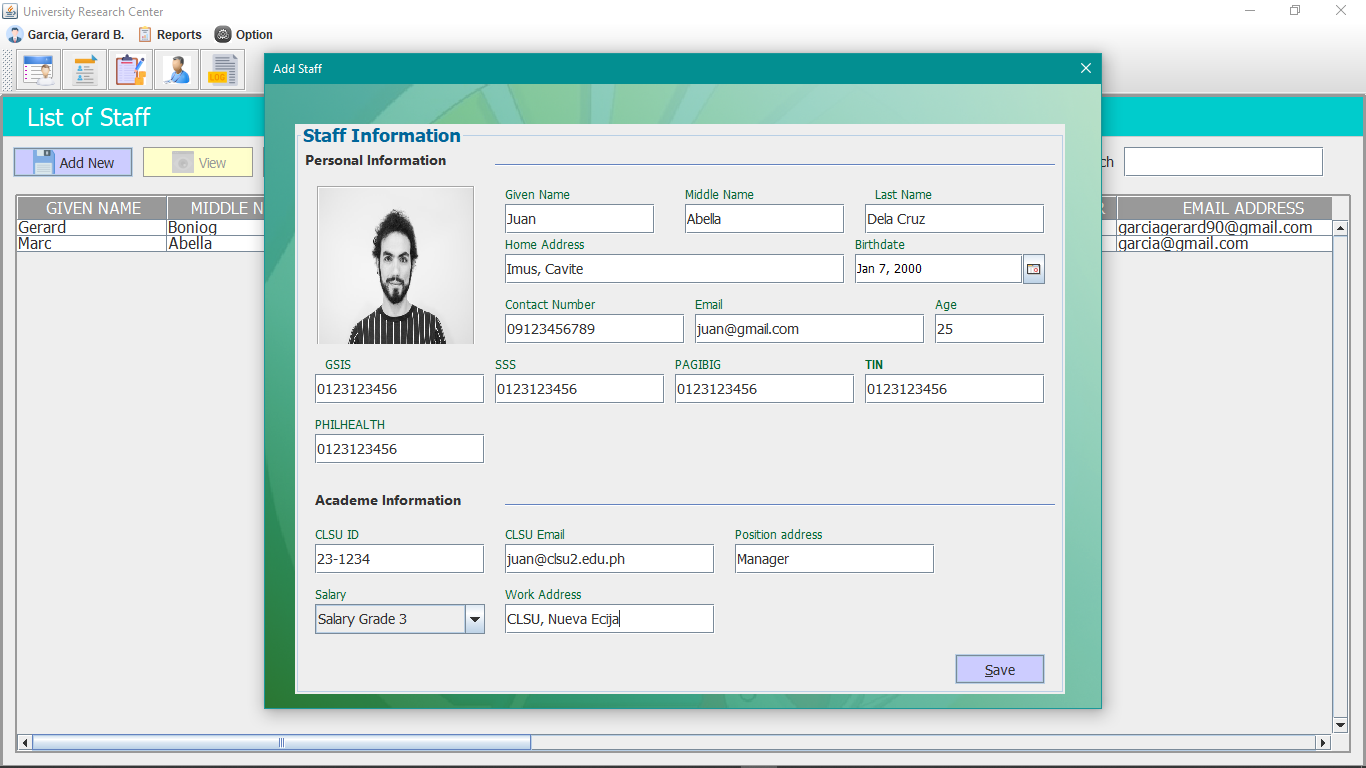 University Research Center
Garcia, Gerard B. Reports Option
LOG
Add Staff
List of Staff
Add New View
ch
GIVEN NAME MIDDLE N
R EMAIL ADDRESS
Gerard Boniog garciagerard90@gmail.com
Marc Abella garcia@gmail.com
Staff Information
Personal Information
Given Name Middle Name Last Name
Juan Abella Dela Cruz
Home Address Birthdate
Imus, Cavite Jan 7, 2000
Contact Number Email Age
09123456789 juan@gmail.com 25
GSIS SSS PAGIBIG TIN
0123123456 0123123456 0123123456 0123123456
PHILHEALTH
0123123456
Academe Information
CLSU ID CLSU Email Position address
23-1234 juan@clsu2.edu.ph Manager
Salary Work Address
Salary Grade 3 CLSU, Nueva Ecija
Save